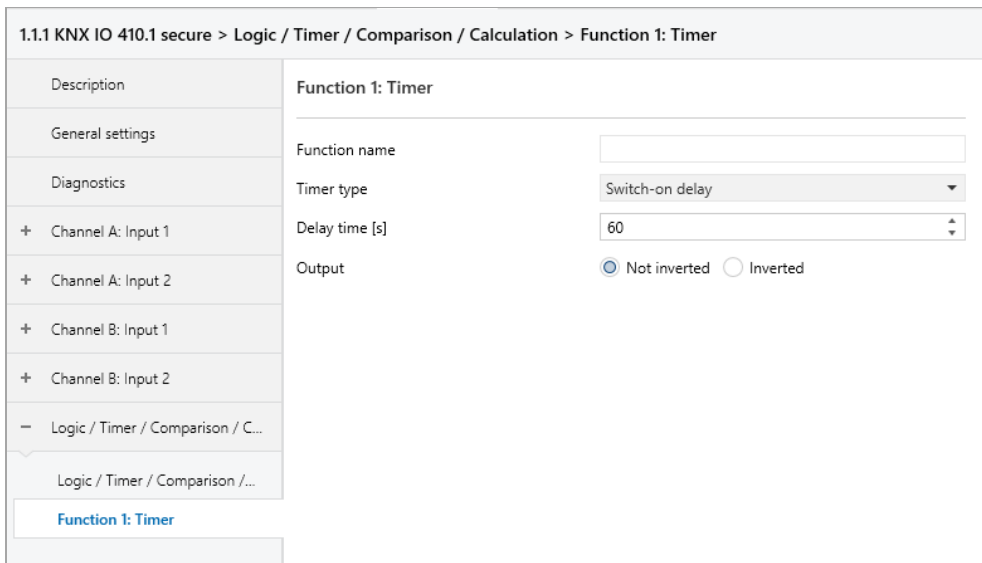 1.1.1 KNX IO 410.1 secure > Logic / Timer / Comparison / Calculation > Function 1: Timer
Description
General settings
Diagnostics
+ Channel A: Input 1
+ Channel A: Input 2
+ Channel B: Input 1
+ Channel B: Input 2
− Logic / Timer / Comparison / C...
Logic / Timer / Comparison /...
Function 1: Timer
Function 1: Timer
Function name
Timer type Switch-on delay
Delay time [s] 60
Output Not inverted Inverted